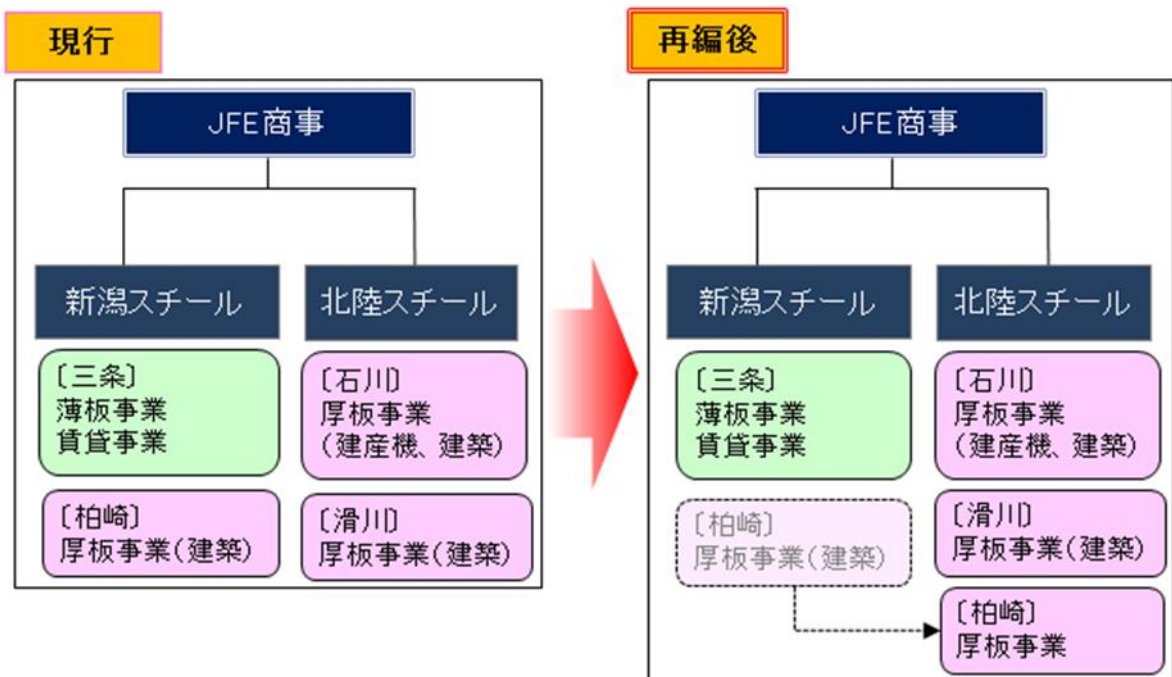 現行
JFE商事
新潟スチール
北陸スチール
〔三条〕
薄板事業
賃貸事業
〔石川〕
厚板事業
(建産機、建築)
〔柏崎〕
厚板事業(建築)
〔滑川〕
厚板事業(建築)
再編後
JFE商事
新潟スチール
北陸スチール
〔三条〕
薄板事業
賃貸事業
〔石川〕
厚板事業
(建産機、建築)
〔柏崎〕
厚板事業(建築)
〔滑川〕
厚板事業(建築)
〔柏崎〕
厚板事業